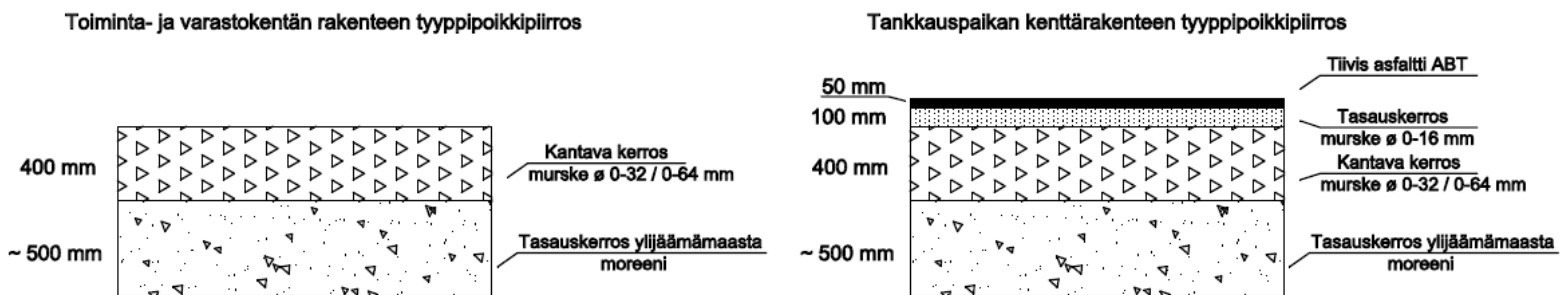 Toiminta- ja varastokentän rakenteen tyyppipoikkipiirros
400 mm
Kantava kerros
murske ø 0-32 / 0-64 mm
~ 500 mm
Tasauskerros ylijäämämaasta
moreeni
Tankkauspaikan kenttärakenteen tyyppipoikkipiirros
Tiivis asfaltti ABT
50 mm
100 mm
Tasauskerros
murske ø 0-16 mm
400 mm
Kantava kerros
murske ø 0-32 / 0-64 mm
~ 500 mm
Tasauskerros ylijäämämaasta
moreeni